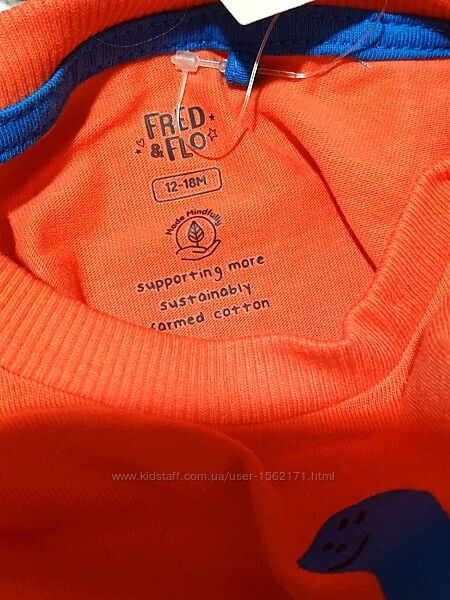 FRED
& FLO
12-18M
Made Mindfully
supporting more
sustainably
farmed cotton
www.kidstaff.com.ua/user-1562171.html